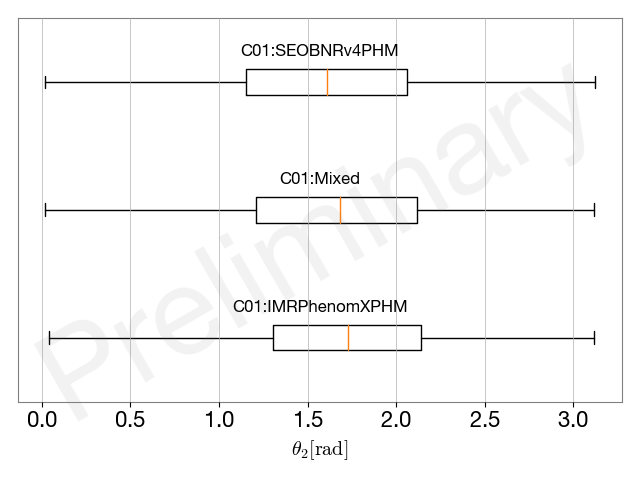 C01:SEOBNRv4PHM
C01:Mixed
C01:IMRPhenomXPHM
Preliminary
0.0 0.5 1.0 1.5 2.0 2.5 3.0
θ₂[rad]